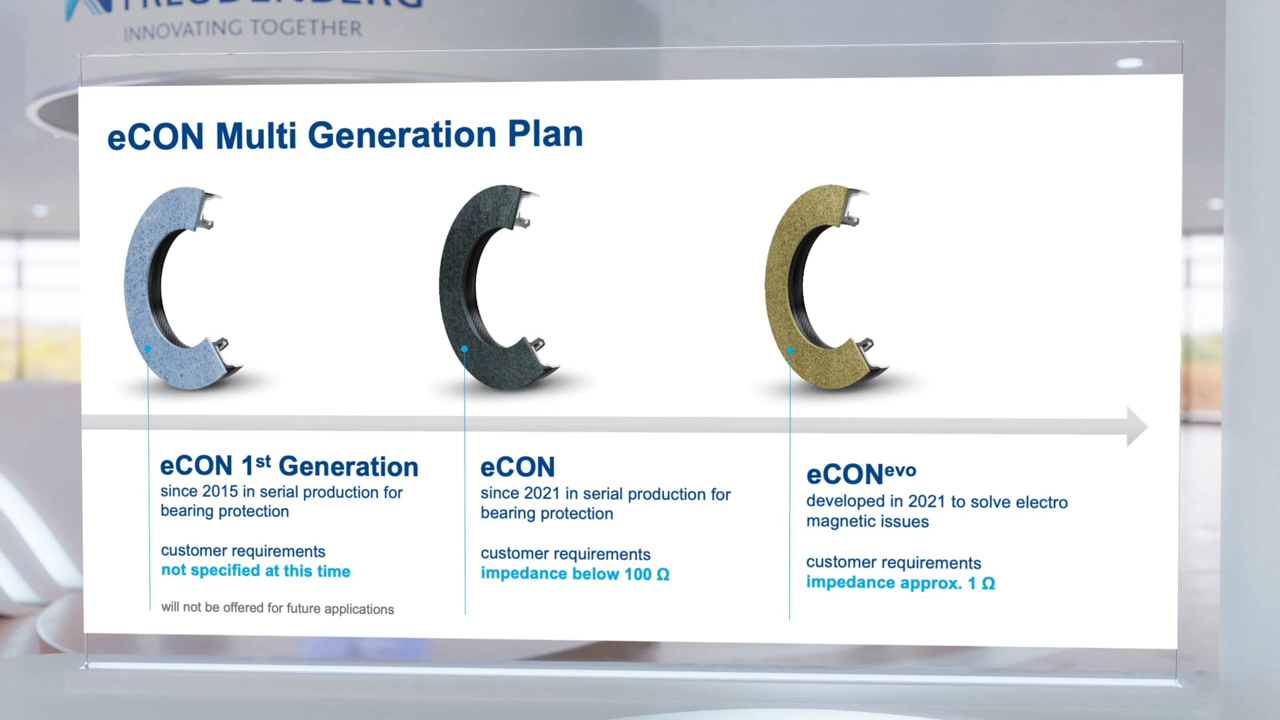 FREUDENBERG
INNOVATING TOGETHER
eCON Multi Generation Plan
eCON 1st Generation
since 2015 in serial production for
bearing protection
customer requirements
not specified at this time
will not be offered for future applications
eCON
since 2021 in serial production for
bearing protection
customer requirements
impedance below 100 Ω
eCONevo
developed in 2021 to solve electro
magnetic issues
customer requirements
impedance approx. 1 Ω